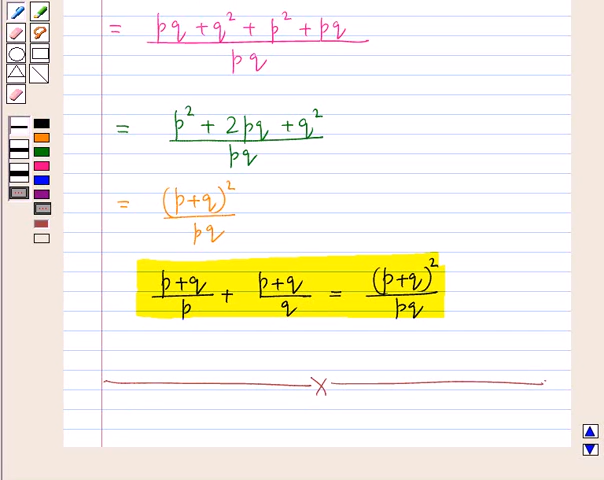 = (pq + q² + p² + pq)/pq
= (p² + 2pq + q²)/pq
= (p+q)²/pq
(p+q)/p + (p+q)/q = (p+q)²/pq